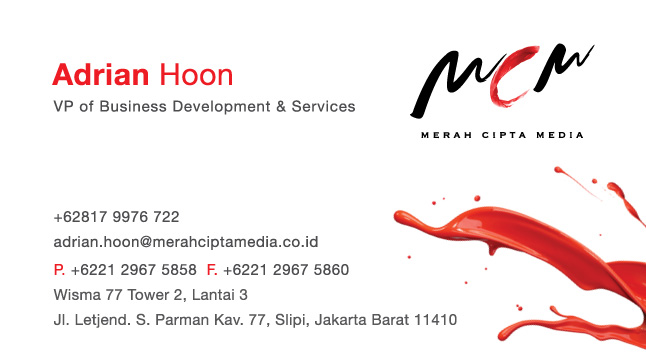 Adrian Hoon
VP of Business Development & Services
MCM
MERAH CIPTA MEDIA
+62817 9976 722
adrian.hoon@merahciptamedia.co.id
P. +6221 2967 5858 F. +6221 2967 5860
Wisma 77 Tower 2, Lantai 3
Jl. Letjend. S. Parman Kav. 77, Slipi, Jakarta Barat 11410